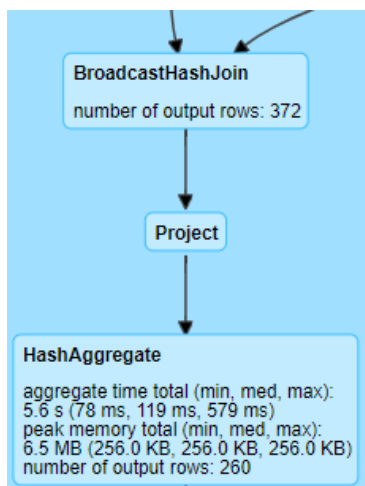 BroadcastHashJoin
number of output rows: 372
Project
HashAggregate
aggregate time total (min, med, max):
5.6 s (78 ms, 119 ms, 579 ms)
peak memory total (min, med, max):
6.5 MB (256.0 KB, 256.0 KB, 256.0 KB)
number of output rows: 260